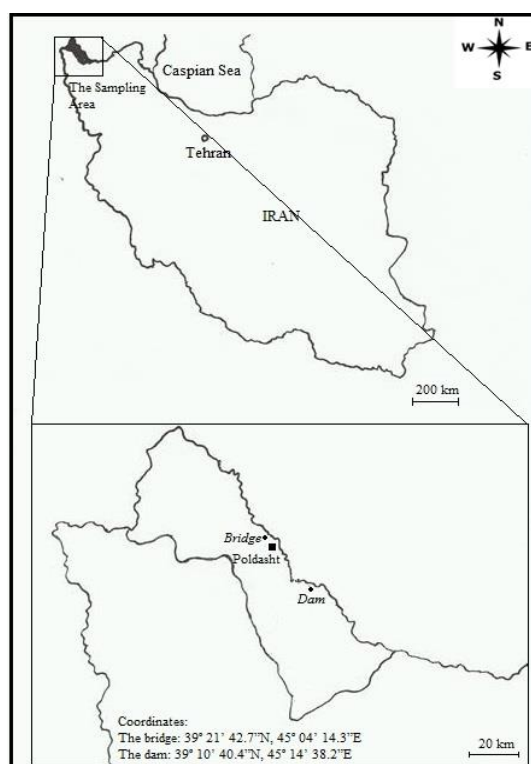 N
W E
S
Caspian Sea
The Sampling
Area
Tehran
IRAN
200 km
Bridge
Poldasht
Dam
Coordinates:
The bridge: 39° 21’ 42.7”N, 45° 04’ 14.3”E
The dam: 39° 10’ 40.4”N, 45° 14’ 38.2”E
20 km